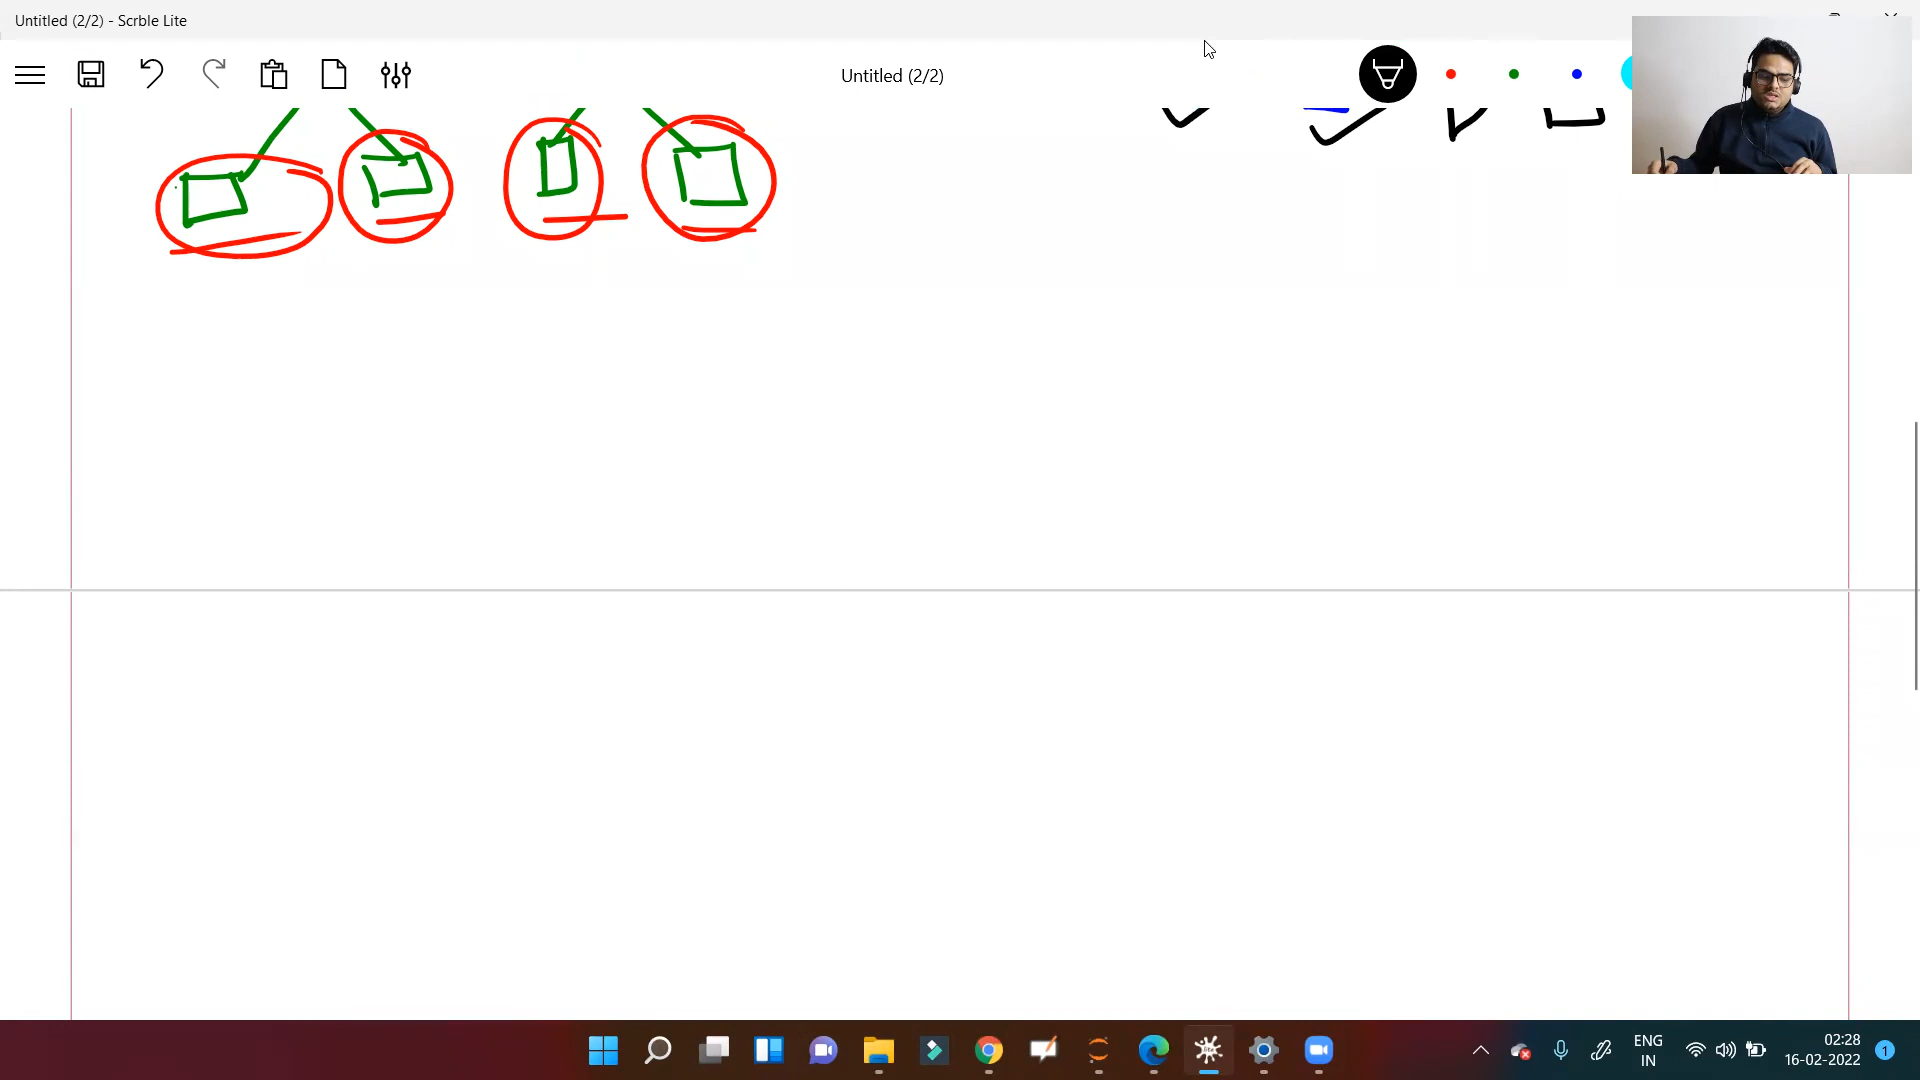 Untitled (2/2) - Scrble Lite
Untitled (2/2)
ENG
IN
02:28
16-02-2022
1